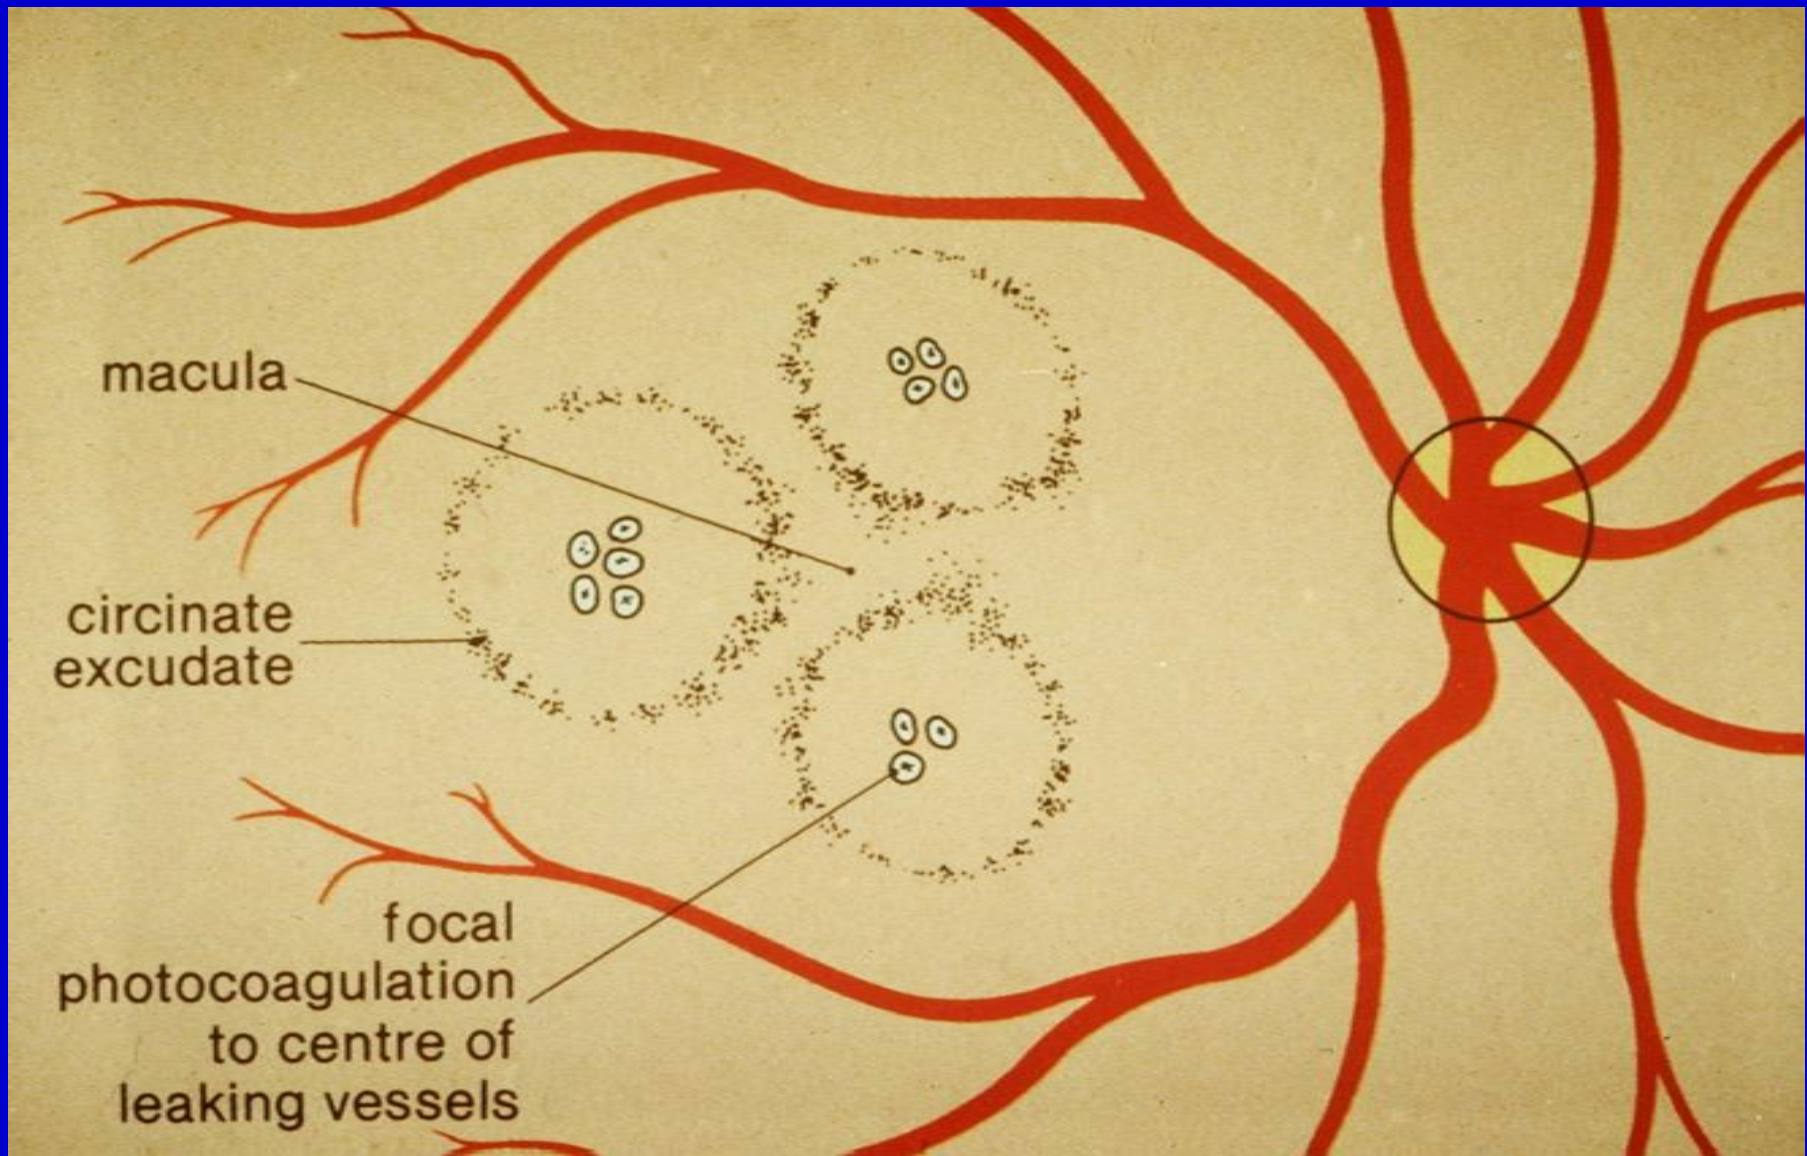 macula
circinate
excudate
focal
photocoagulation
to centre of
leaking vessels